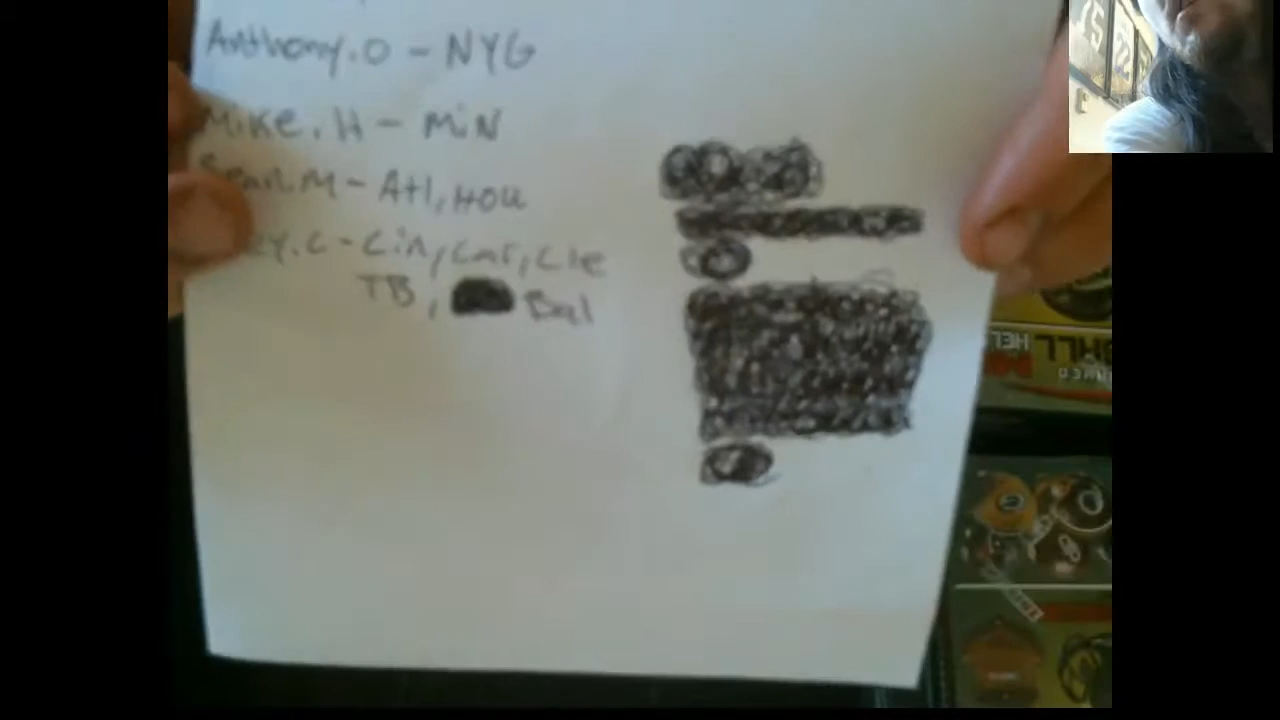 Anthony.O - NYG
Mike.H - MiN
Sean.M - Atl, HOU
y.C - Cin, Car, Cle
TB, Bal